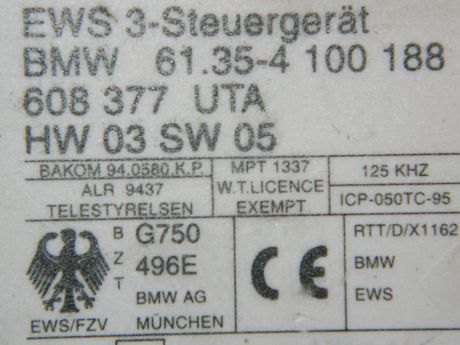 EWS 3-Steuergerät
BMW 61.35-4 100 188
608 377 UTA
HW 03 SW 05
BAKOM 94.0580.K.P.
MPT 1337
125 KHZ
ALR 9437
W.T.LICENCE
TELESTYRELSEN
EXEMPT
ICP-050TC-95
BZT
G750
496E
BMW AG
MÜNCHEN
EWS/FZV
CE
RTT/D/X1162
BMW
EWS